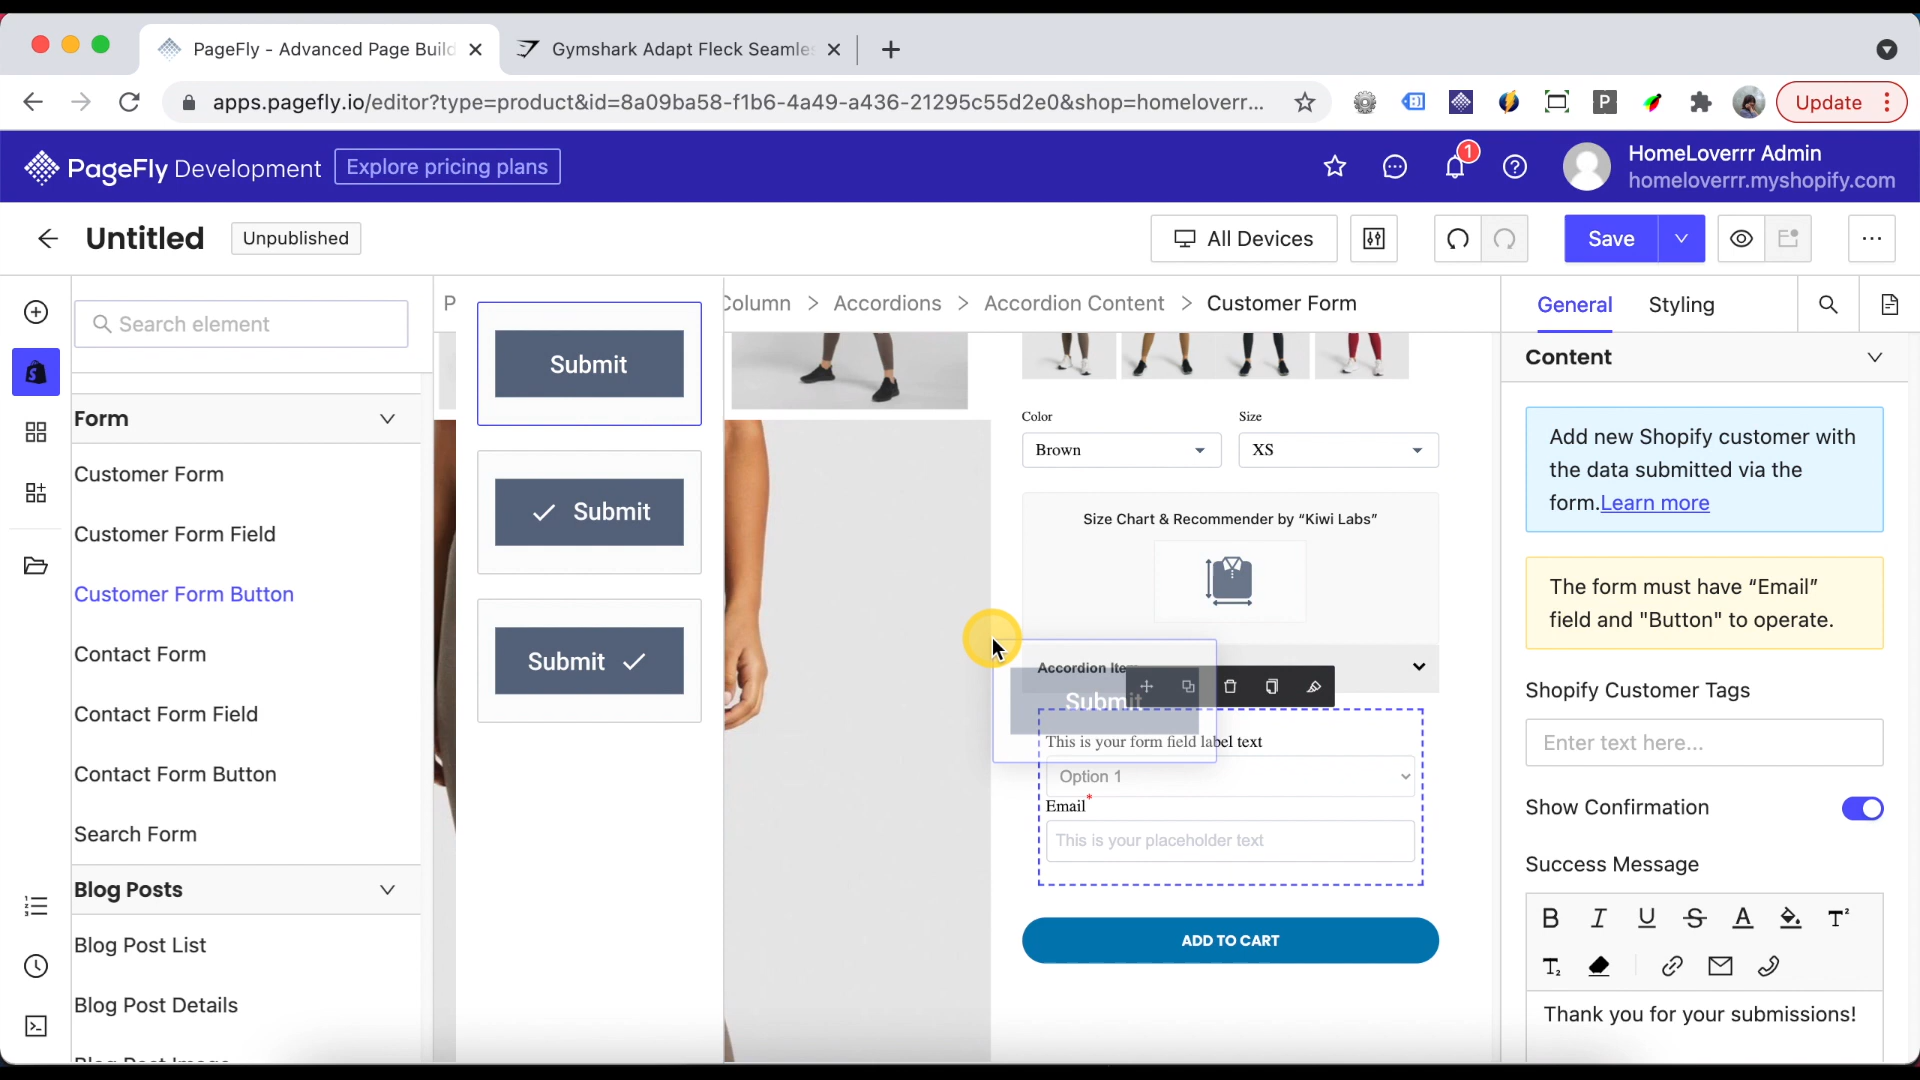 PageFly - Advanced Page Build
Gymshark Adapt Fleck Seamle
apps.pagefly.io/editor?type=product&id=8a09ba58-f1b6-4a49-a436-21295c55d2e0&shop=homeloverr...
Update
PageFly Development
Explore pricing plans
1
HomeLoverrr Admin
homeloverrr.myshopify.com
Untitled
Unpublished
All Devices
Save
Search element
Form
Customer Form
Customer Form Field
Customer Form Button
Contact Form
Contact Form Field
Contact Form Button
Search Form
Blog Posts
Blog Post List
Blog Post Details
Submit
Submit
Submit
P
Column > Accordions > Accordion Content > Customer Form
Color
Size
Brown
XS
Size Chart & Recommender by “Kiwi Labs”
Accordion Ite
Submit
This is your form field label text
Option 1
Email*
This is your placeholder text
ADD TO CART
General
Styling
Content
Add new Shopify customer with
the data submitted via the
form.Learn more
The form must have “Email”
field and "Button" to operate.
Shopify Customer Tags
Enter text here...
Show Confirmation
Success Message
B I U S A T²
T₂
Thank you for your submissions!